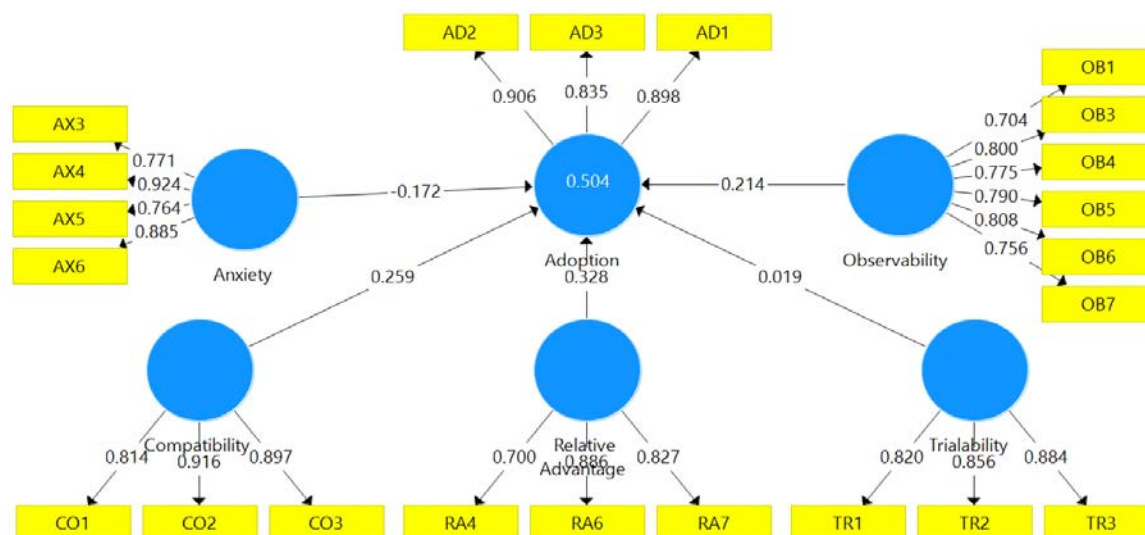 AD2 AD3 AD1
0.906 0.835 0.898
AX3
AX4
AX5
AX6
0.771
0.924
0.764
0.885
Anxiety
-0.172
0.504
Adoption
0.214
Observability
OB1
OB3
OB4
OB5
OB6
OB7
0.704
0.800
0.775
0.790
0.808
0.756
0.259
0.328
0.019
Compatibility
0.814 0.916 0.897
CO1 CO2 CO3
Relative
Advantage
0.700 0.886 0.827
RA4 RA6 RA7
Trialability
0.820 0.856 0.884
TR1 TR2 TR3